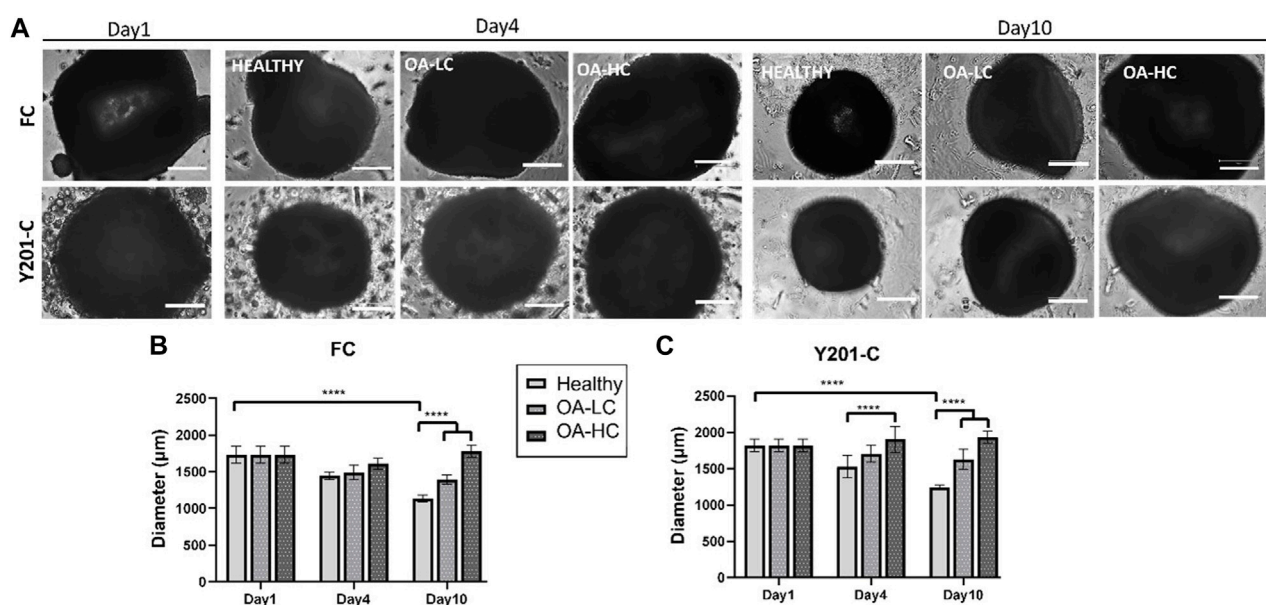 A
Day1
Day4
Day10
FC
HEALTHY
OA-LC
OA-HC
HEALTHY
OA-LC
OA-HC
Y201-C
B
FC
Diameter (µm)
2500
2000
1500
1000
500
0
****
****
Day1
Day4
Day10
Healthy
OA-LC
OA-HC
C
Y201-C
Diameter (µm)
2500
2000
1500
1000
500
0
****
****
****
Day1
Day4
Day10